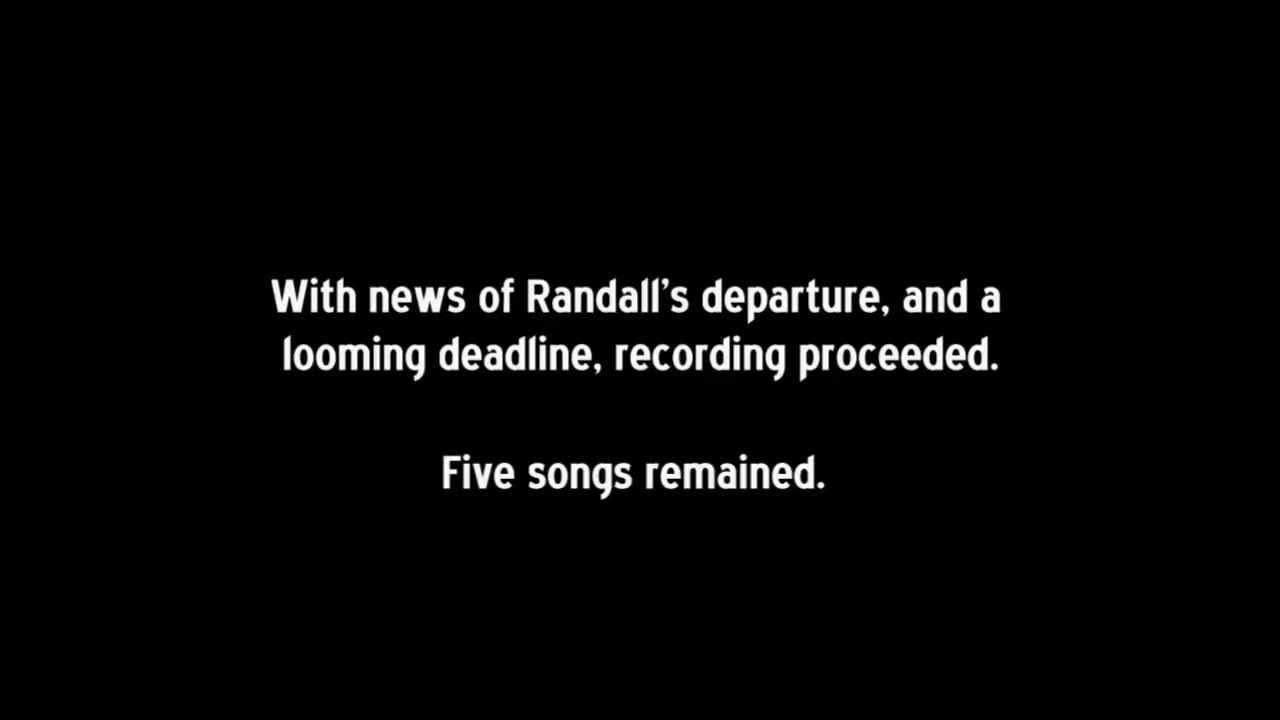 With news of Randall’s departure, and a
looming deadline, recording proceeded.
Five songs remained.